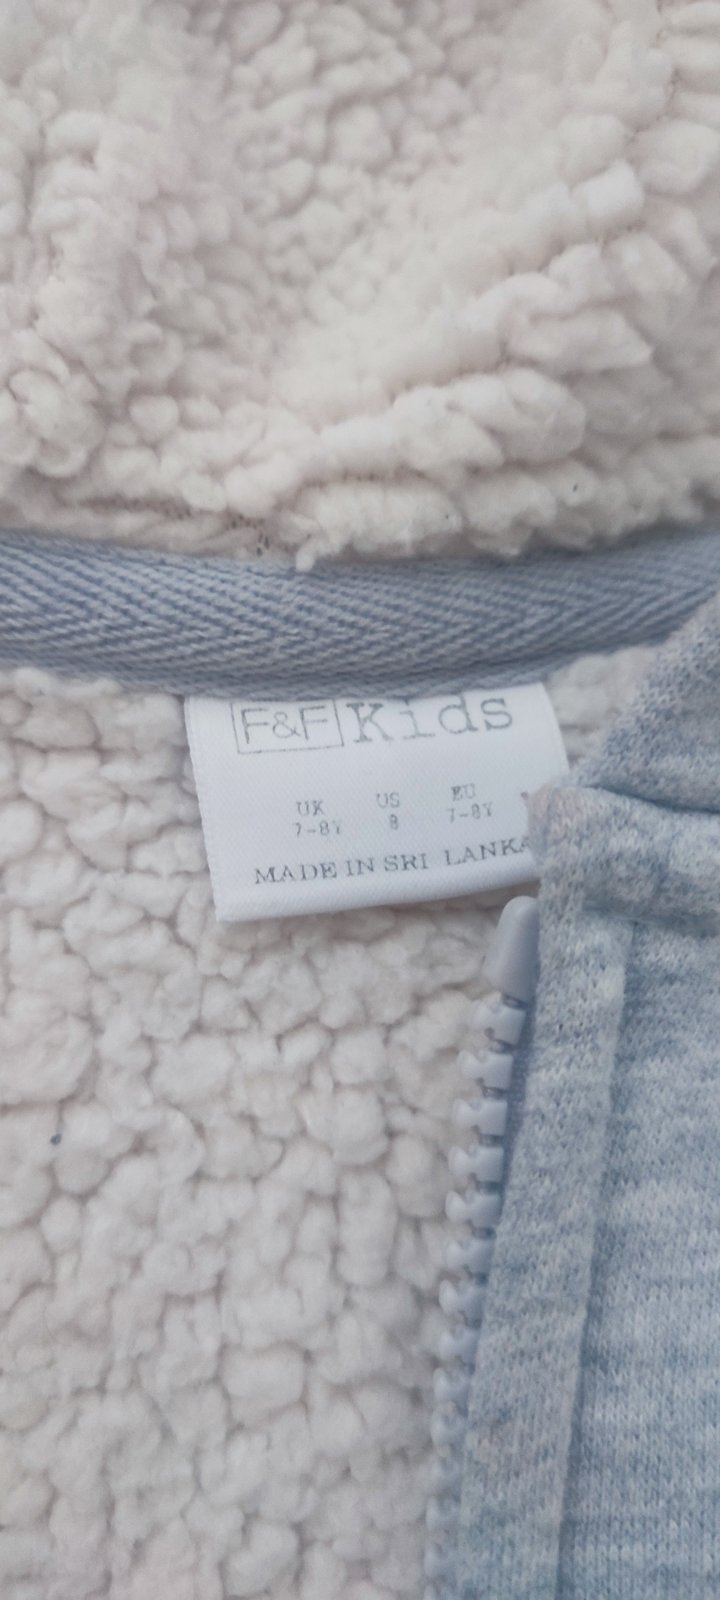 F&F Kids
UK US EU
7-8Y 8 7-8Y
MADE IN SRI LANKA